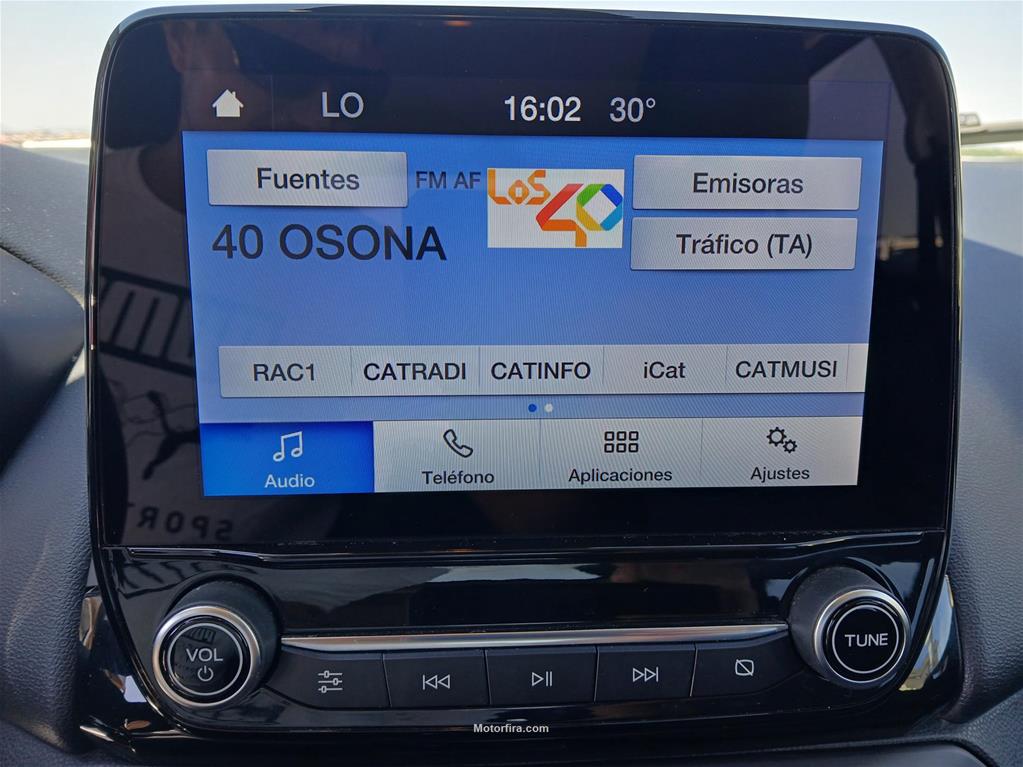 LO 16:02 30°
Fuentes FM AF LOS 40 Emisoras
40 OSONA Tráfico (TA)
RAC1 CATRADI CATINFO iCat CATMUSI
Audio Teléfono Aplicaciones Ajustes
SPORT
VOL TUNE
Motorfira.com